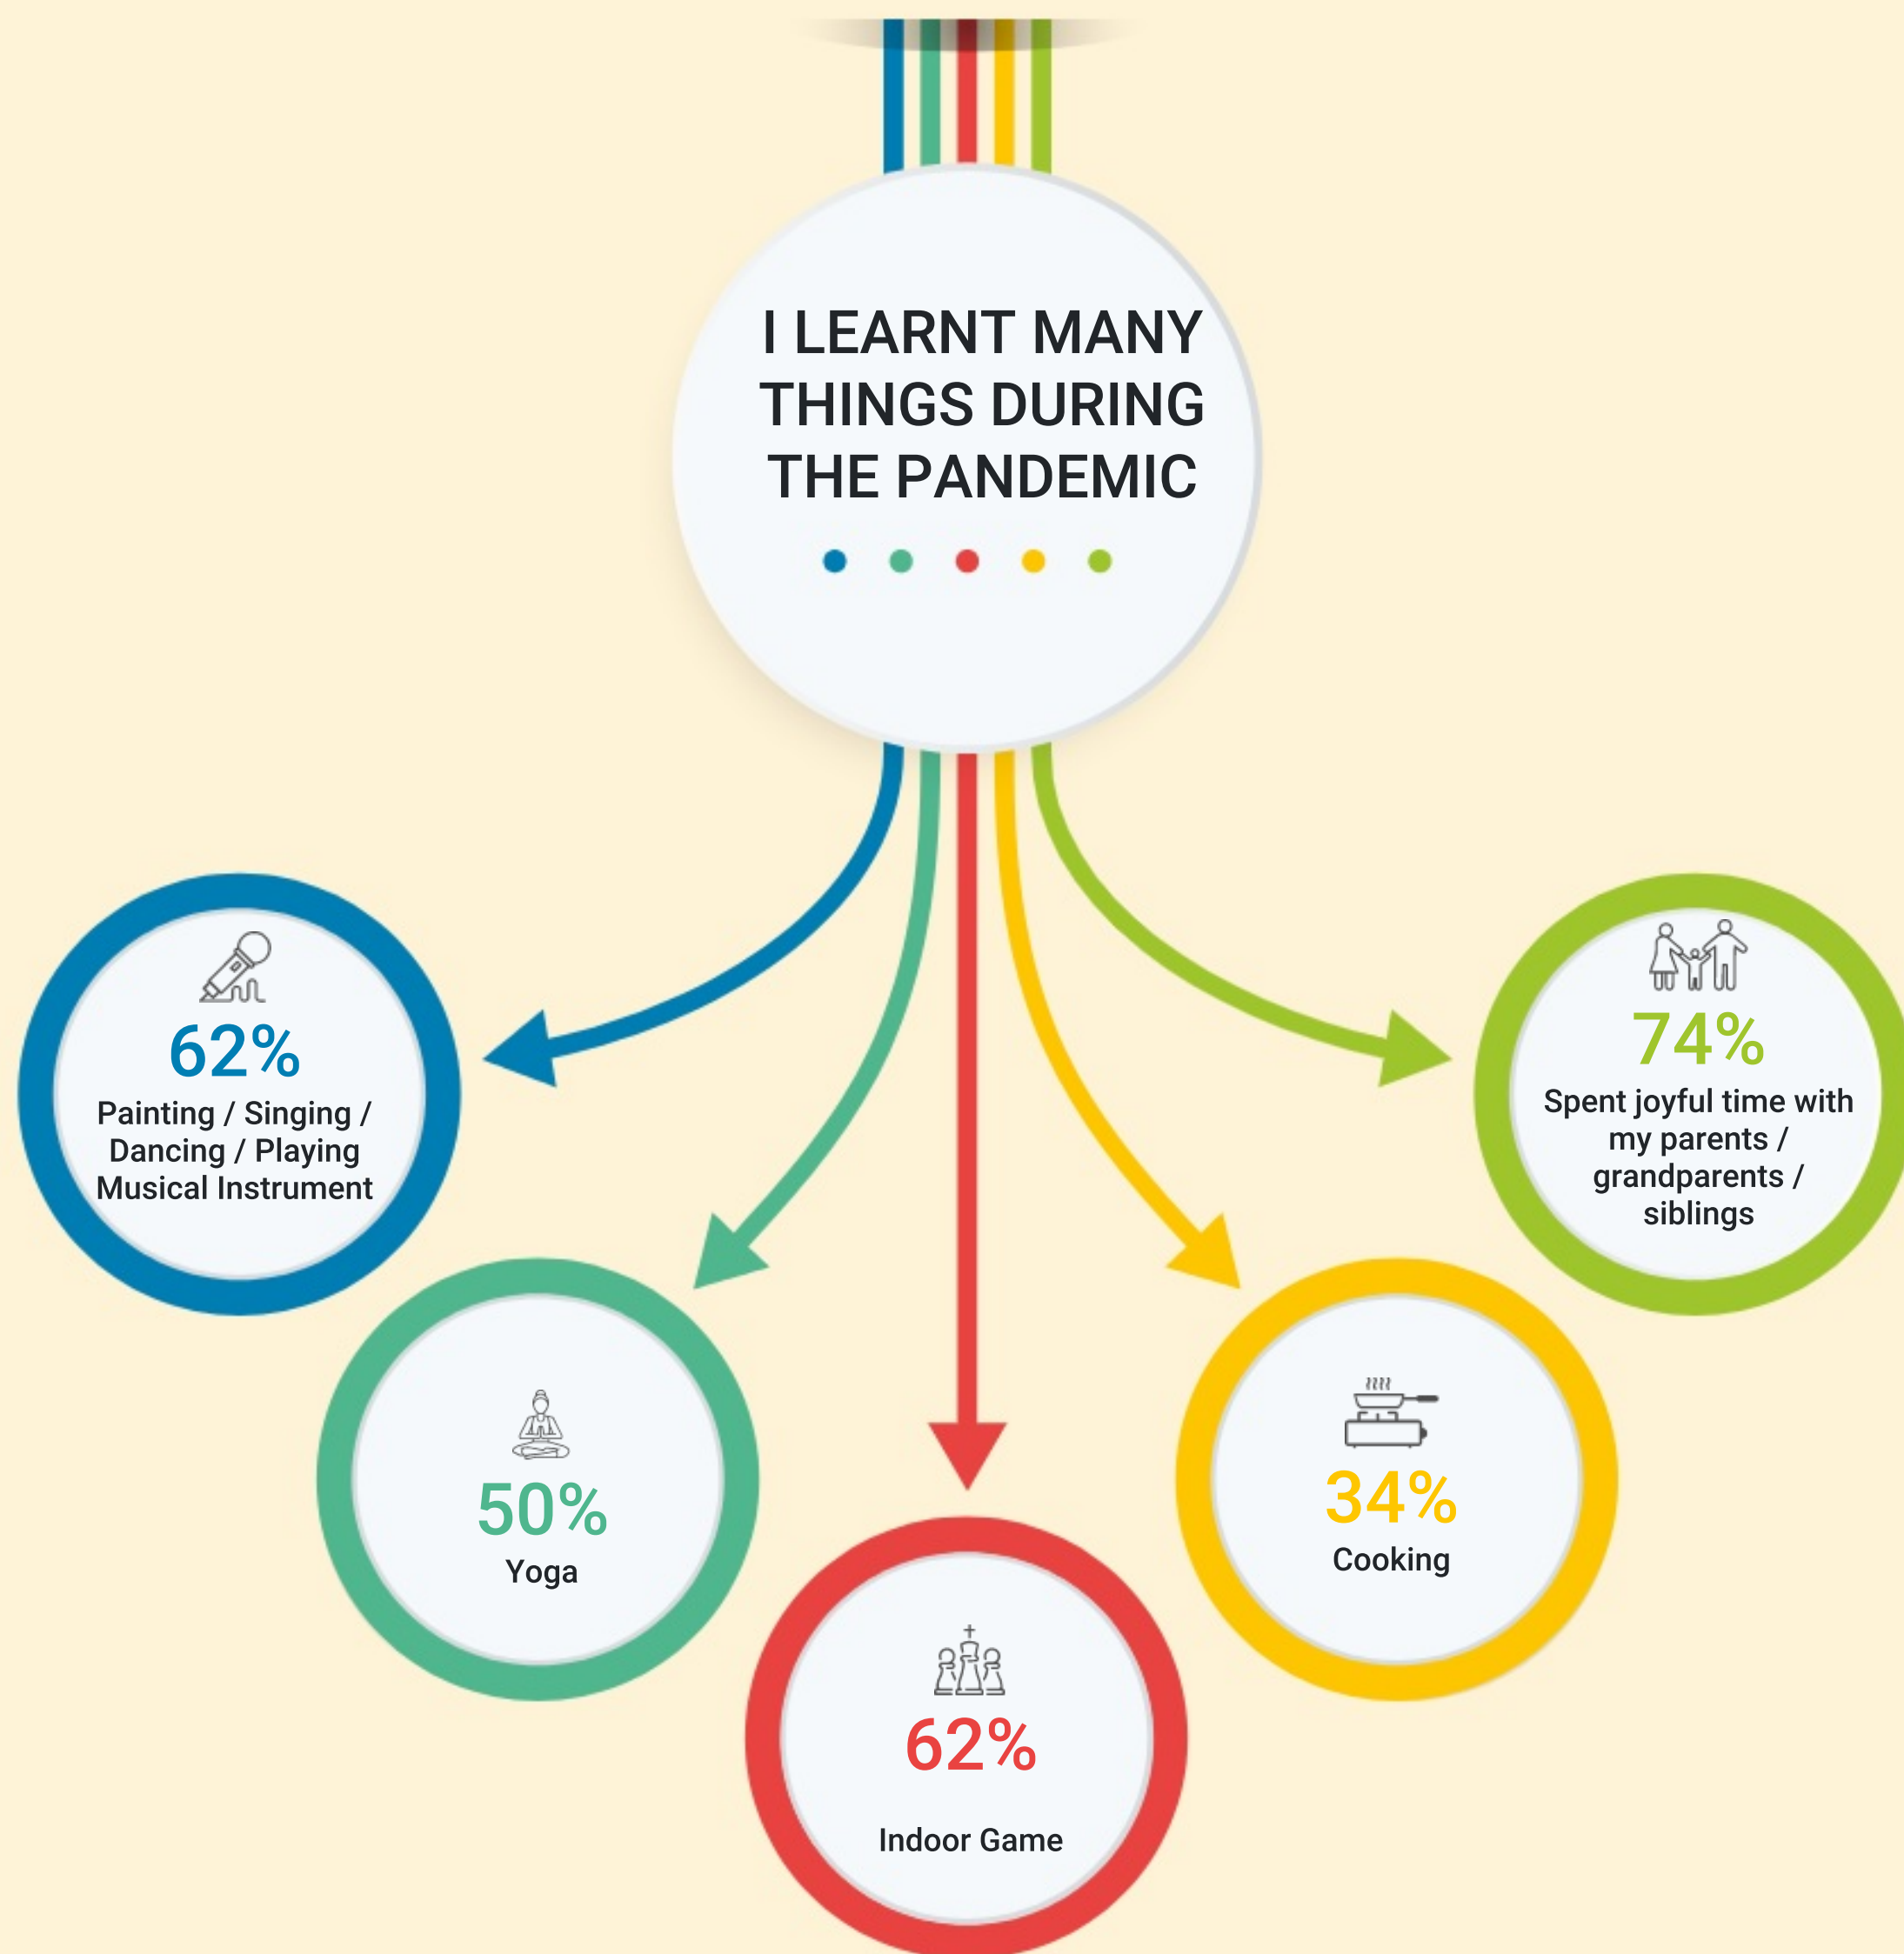 I LEARNT MANY
THINGS DURING
THE PANDEMIC
62%
Painting / Singing /
Dancing / Playing
Musical Instrument
74%
Spent joyful time with
my parents /
grandparents /
siblings
50%
Yoga
34%
Cooking
62%
Indoor Game